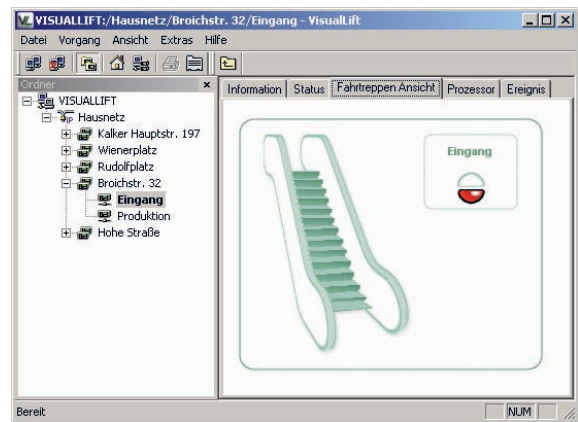 VISUALLIFT:/Hausnetz/Broichstr. 32/Eingang - VisualLift
Datei Vorgang Ansicht Extras Hilfe
Ordner
VISUALLIFT
Hausnetz
Kalker Hauptstr. 197
Wienerplatz
Rudolfplatz
Broichstr. 32
Eingang
Produktion
Hohe Straße
Information Status Fahrtreppen Ansicht Prozessor Ereignis
Eingang
Bereit NUM